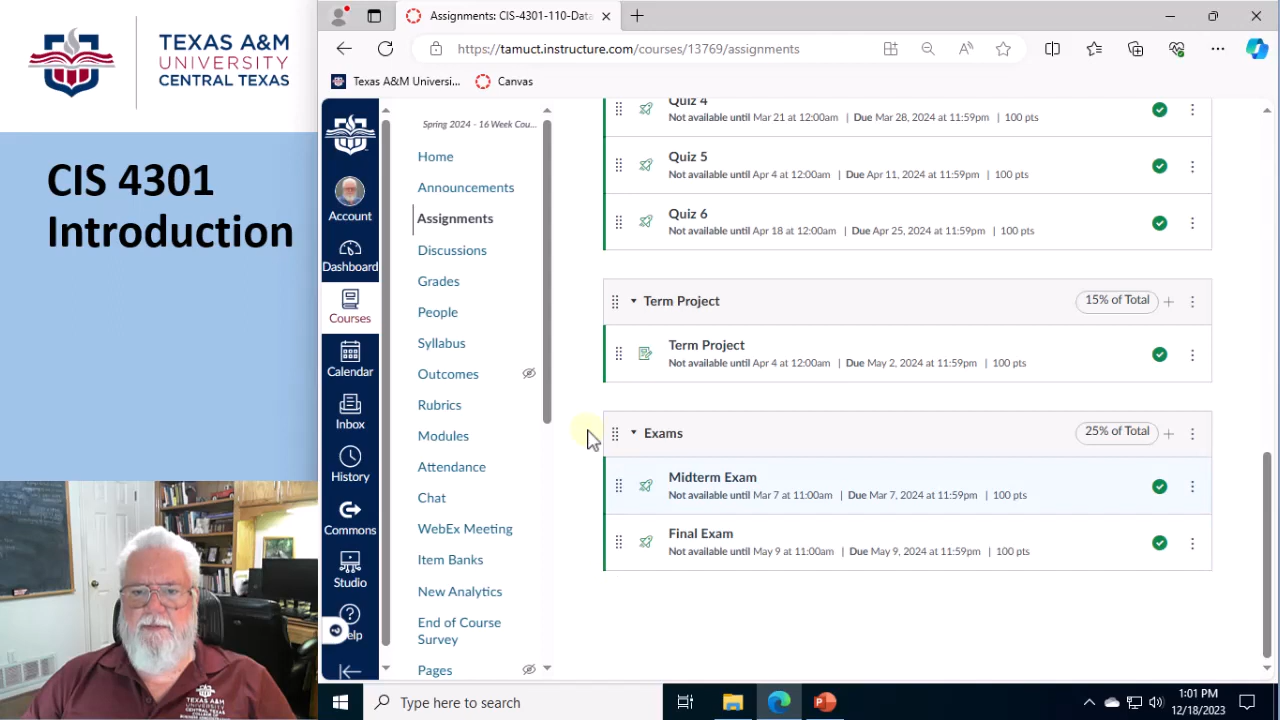 TEXAS A&M
UNIVERSITY
CENTRAL TEXAS
CIS 4301
Introduction
Assignments: CIS-4301-110-Data
https://tamuct.instructure.com/courses/13769/assignments
Texas A&M Universi...
Canvas
Account
Dashboard
Courses
Calendar
Inbox
History
Commons
Studio
elp
Spring 2024 - 16 Week Cou...
Home
Announcements
Assignments
Discussions
Grades
People
Syllabus
Outcomes
Rubrics
Modules
Attendance
Chat
WebEx Meeting
Item Banks
New Analytics
End of Course
Survey
Pages
Quiz 4
Not available until Mar 21 at 12:00am | Due Mar 28, 2024 at 11:59pm | 100 pts
Quiz 5
Not available until Apr 4 at 12:00am | Due Apr 11, 2024 at 11:59pm | 100 pts
Quiz 6
Not available until Apr 18 at 12:00am | Due Apr 25, 2024 at 11:59pm | 100 pts
Term Project 15% of Total
Term Project
Not available until Apr 4 at 12:00am | Due May 2, 2024 at 11:59pm | 100 pts
Exams 25% of Total
Midterm Exam
Not available until Mar 7 at 11:00am | Due Mar 7, 2024 at 11:59pm | 100 pts
Final Exam
Not available until May 9 at 11:00am | Due May 9, 2024 at 11:59pm | 100 pts
TEXAS A&M
UNIVERSITY
CENTRAL TEXAS
Type here to search
1:01 PM
12/18/2023